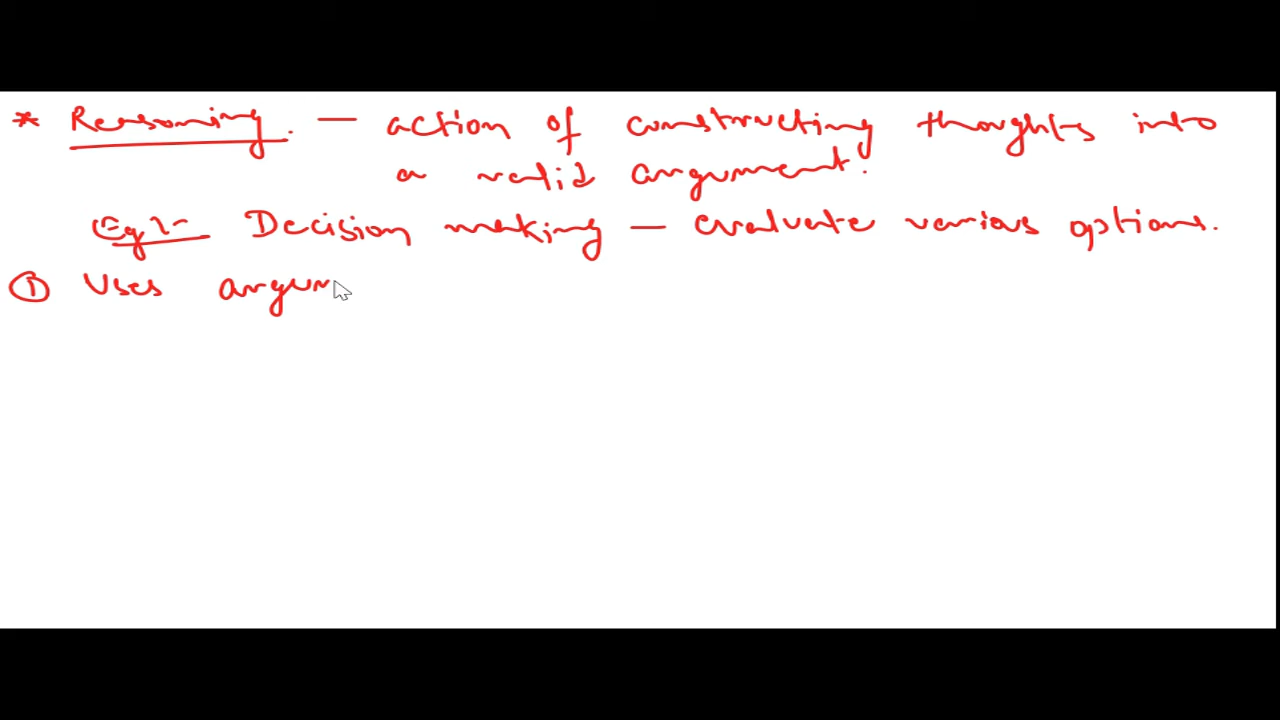 * Reasoning. — action of constructing thoughts into
a valid argument.
Eg:- Decision making — evaluate various options.
① Uses argum